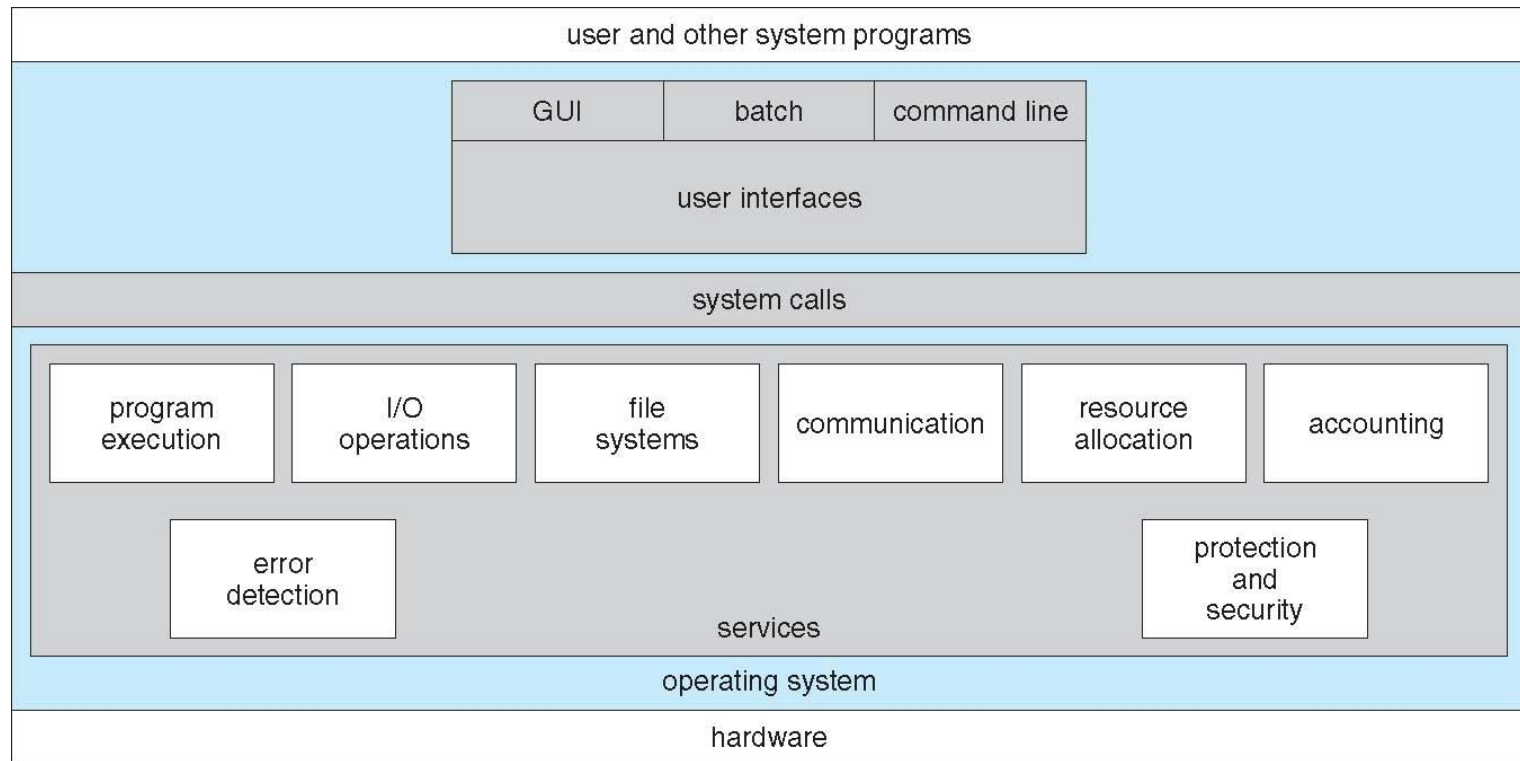 user and other system programs
GUI
batch
command line
user interfaces
system calls
program
execution
I/O
operations
file
systems
communication
resource
allocation
accounting
error
detection
protection
and
security
services
operating system
hardware